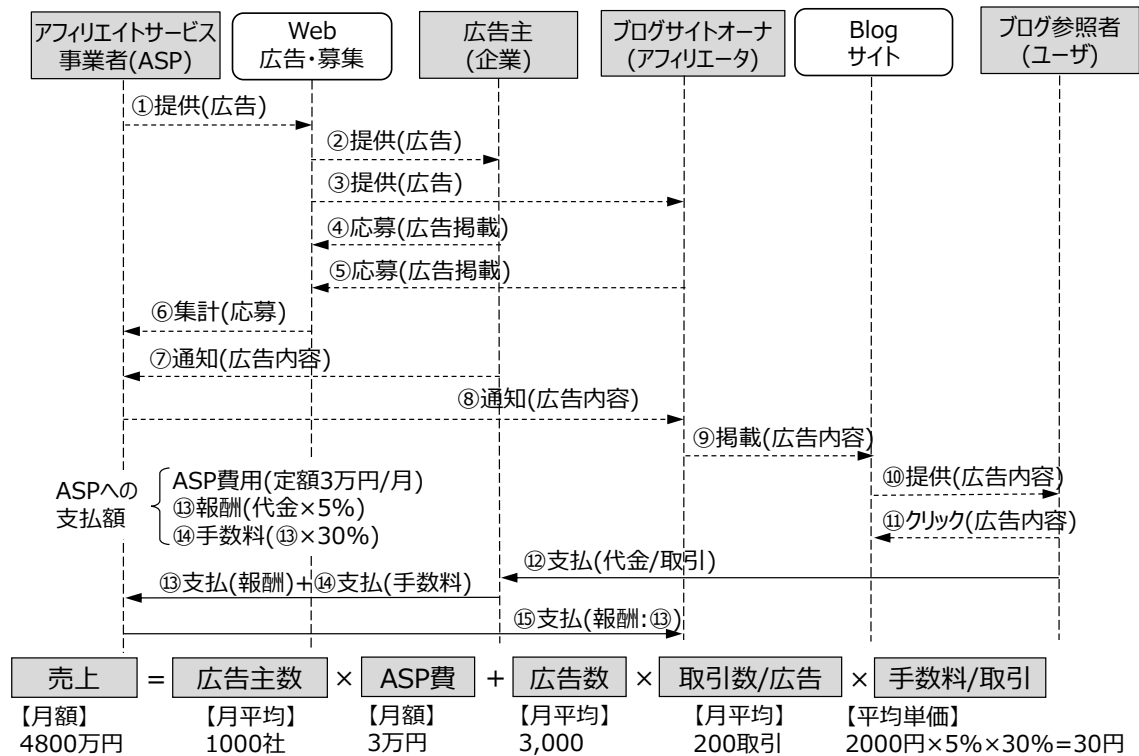 アフィリエイトサービス
事業者(ASP)
Web
広告・募集
広告主
(企業)
ブログサイトオーナ
(アフィリエータ)
Blog
サイト
ブログ参照者
(ユーザ)
①提供(広告)
②提供(広告)
③提供(広告)
④応募(広告掲載)
⑤応募(広告掲載)
⑥集計(応募)
⑦通知(広告内容)
⑧通知(広告内容)
⑨掲載(広告内容)
⑩提供(広告内容)
⑪クリック(広告内容)
ASPへの
支払額
ASP費用(定額3万円/月)
⑬報酬(代金×5%)
⑭手数料(⑬×30%)
⑫支払(代金/取引)
⑬支払(報酬)+⑭支払(手数料)
⑮支払(報酬:⑬)
売上 = 広告主数 × ASP費 + 広告数 × 取引数/広告 × 手数料/取引
【月額】 【月平均】 【月額】 【月平均】 【月平均】 【平均単価】
4800万円 1000社 3万円 3,000 200取引 2000円×5%×30%=30円